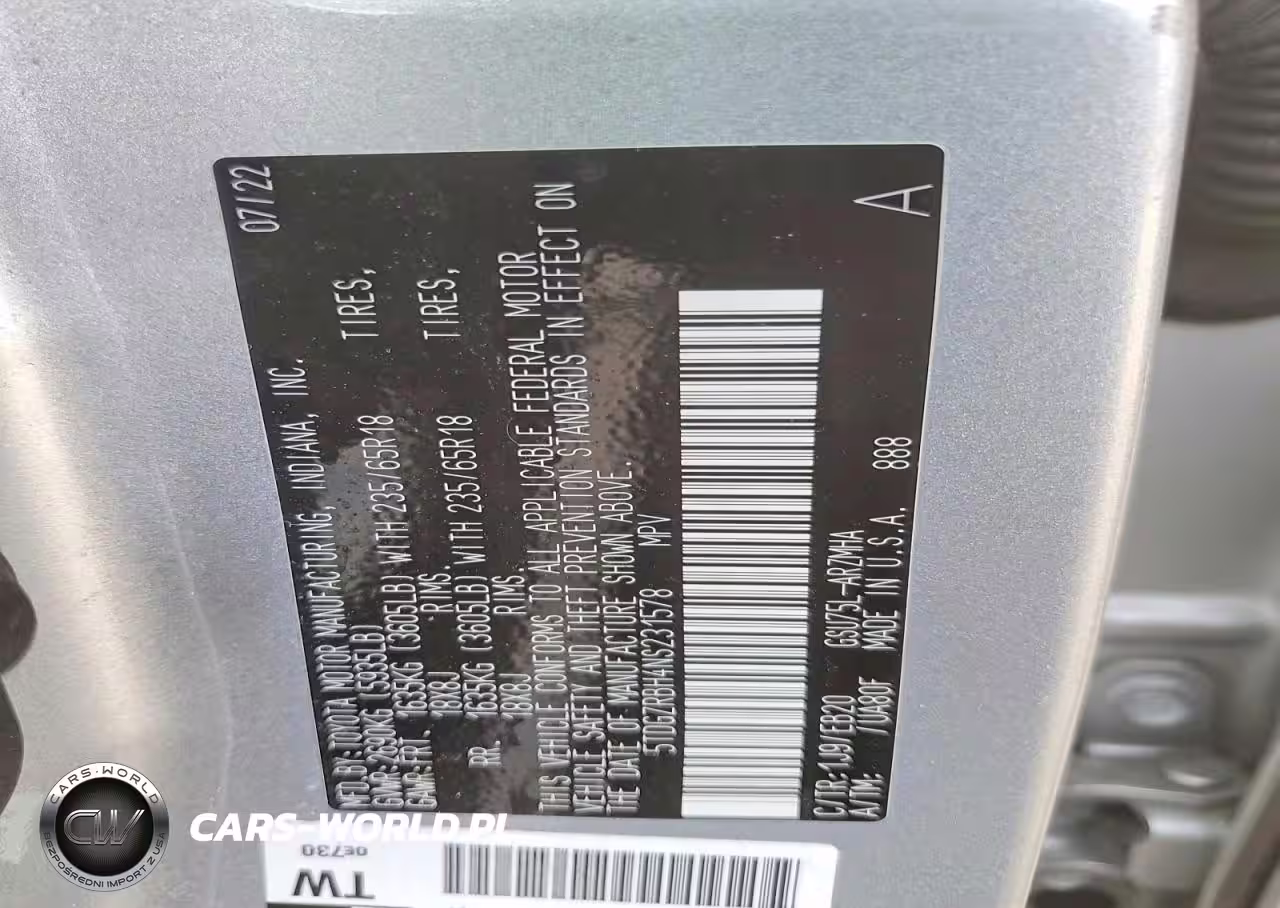 MFD.BY:TOYOTA MOTOR MANUFACTURING, INDIANA, INC. 07/22
GVWR:2690KG (5935LB)
GAWR:FRT. 1635KG (3605LB) WITH 235/65R18 TIRES,
18X8J RIMS.
RR. 1635KG (3605LB) WITH 235/65R18 TIRES,
18X8J RIMS.
THIS VEHICLE CONFORMS TO ALL APPLICABLE FEDERAL MOTOR
VEHICLE SAFETY AND THEFT PREVENTION STANDARDS IN EFFECT ON
THE DATE OF MANUFACTURE SHOWN ABOVE.
5TDGZRBH4NS231578 MPV
C/TR:1J9/EB20 GSU75L-ARZMHA
A/TM: /UA80F MADE IN U.S.A. 888
A
0E730
TW
CARS-WORLD
CW
BEZPOŚREDNI IMPORT Z USA
CARS-WORLD.PL